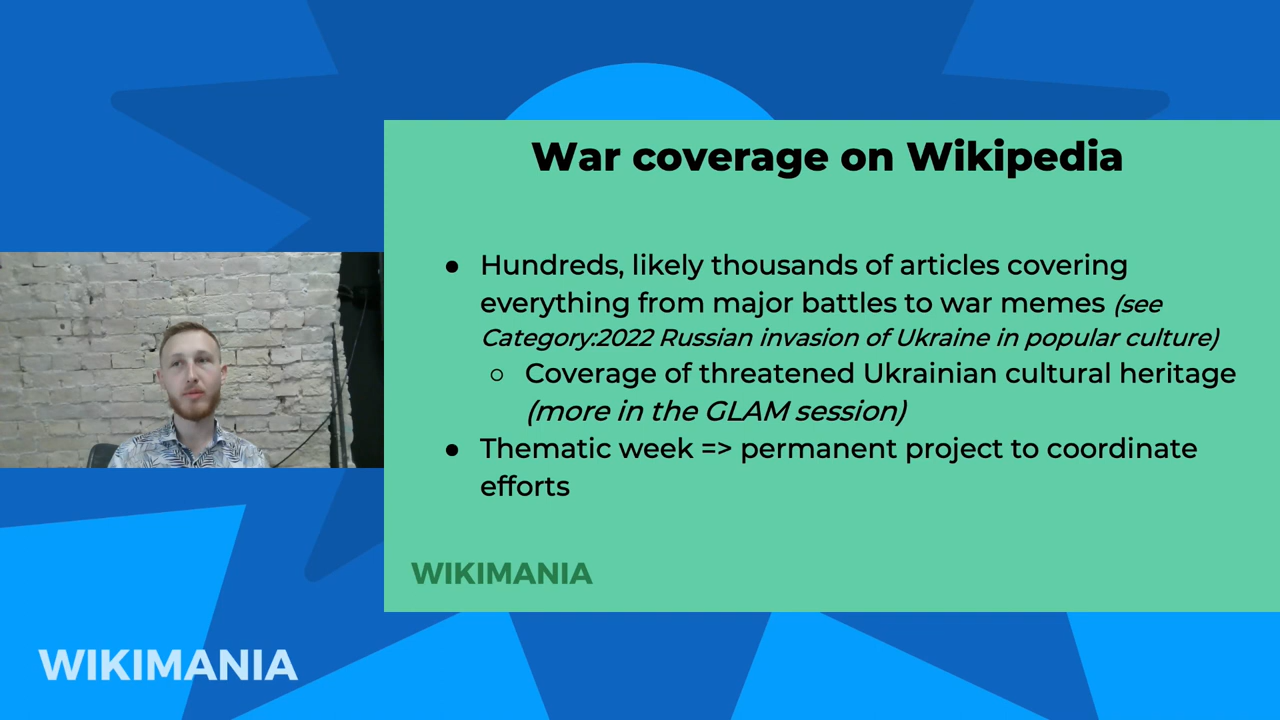 War coverage on Wikipedia
● Hundreds, likely thousands of articles covering
everything from major battles to war memes (see
Category:2022 Russian invasion of Ukraine in popular culture)
○ Coverage of threatened Ukrainian cultural heritage
(more in the GLAM session)
● Thematic week => permanent project to coordinate
efforts
WIKIMANIA
WIKIMANIA